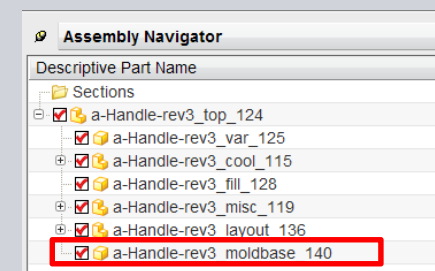 Assembly Navigator
Descriptive Part Name
Sections
a-Handle-rev3_top_124
a-Handle-rev3_var_125
a-Handle-rev3_cool_115
a-Handle-rev3_fill_128
a-Handle-rev3_misc_119
a-Handle-rev3_layout_136
a-Handle-rev3_moldbase_140